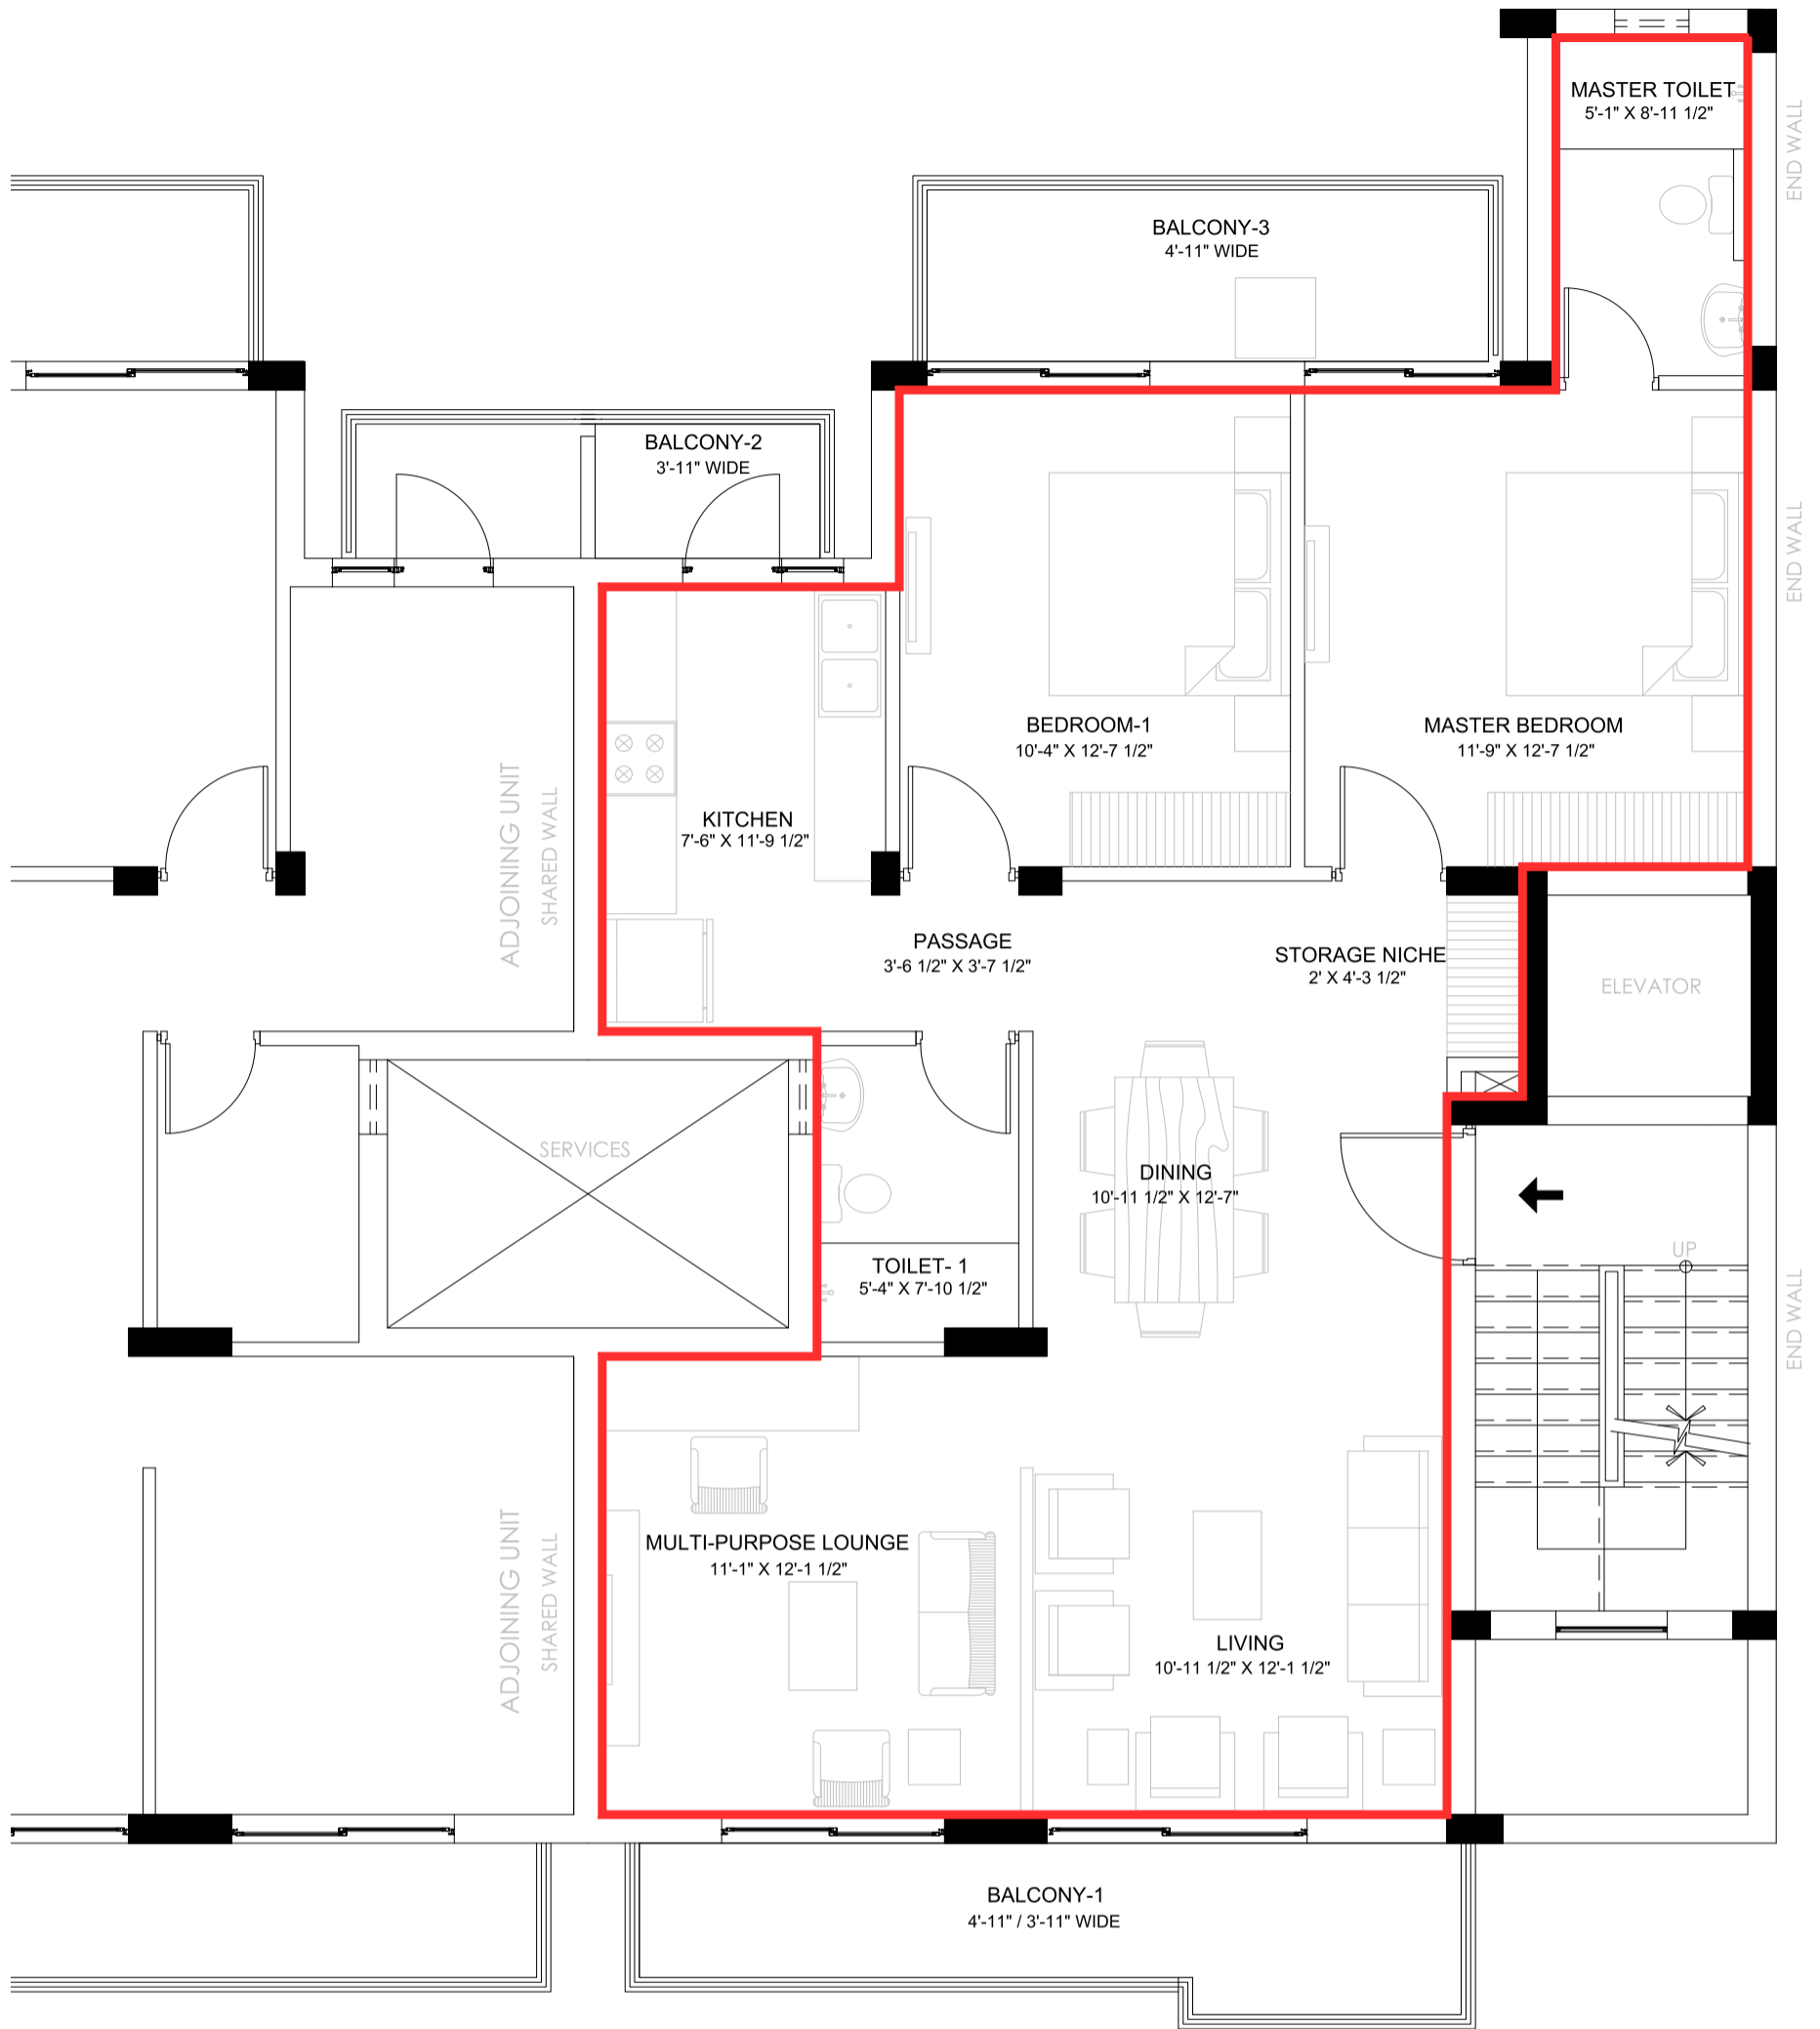 MASTER TOILET
5'-1" X 8'-11 1/2"
END WALL
BALCONY-3
4'-11" WIDE
BALCONY-2
3'-11" WIDE
END WALL
BEDROOM-1
10'-4" X 12'-7 1/2"
MASTER BEDROOM
11'-9" X 12'-7 1/2"
ADJOINING UNIT
SHARED WALL
KITCHEN
7'-6" X 11'-9 1/2"
PASSAGE
3'-6 1/2" X 3'-7 1/2"
STORAGE NICHE
2' X 4'-3 1/2"
ELEVATOR
SERVICES
DINING
10'-11 1/2" X 12'-7"
TOILET- 1
5'-4" X 7'-10 1/2"
UP
END WALL
ADJOINING UNIT
SHARED WALL
MULTI-PURPOSE LOUNGE
11'-1" X 12'-1 1/2"
LIVING
10'-11 1/2" X 12'-1 1/2"
BALCONY-1
4'-11" / 3'-11" WIDE